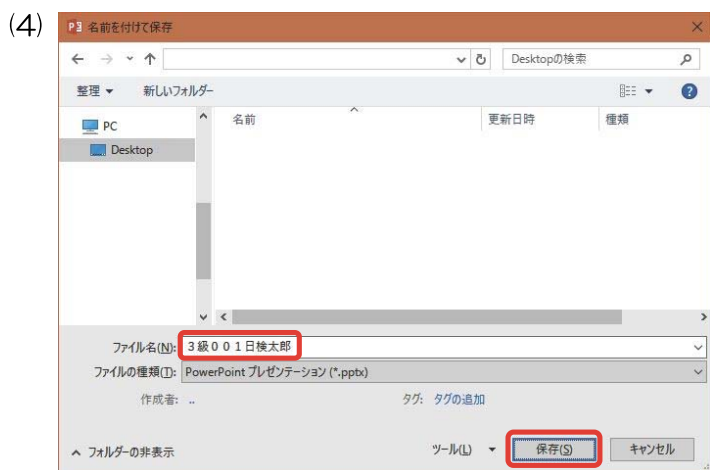 (4)
名前を付けて保存
Desktopの検索
整理 新しいフォルダー
PC
Desktop
名前 更新日時 種類
ファイル名(N): 3級001日検太郎
ファイルの種類(T): PowerPoint プレゼンテーション (*.pptx)
作成者: .. タグ: タグの追加
フォルダーの非表示 ツール(L) 保存(S) キャンセル